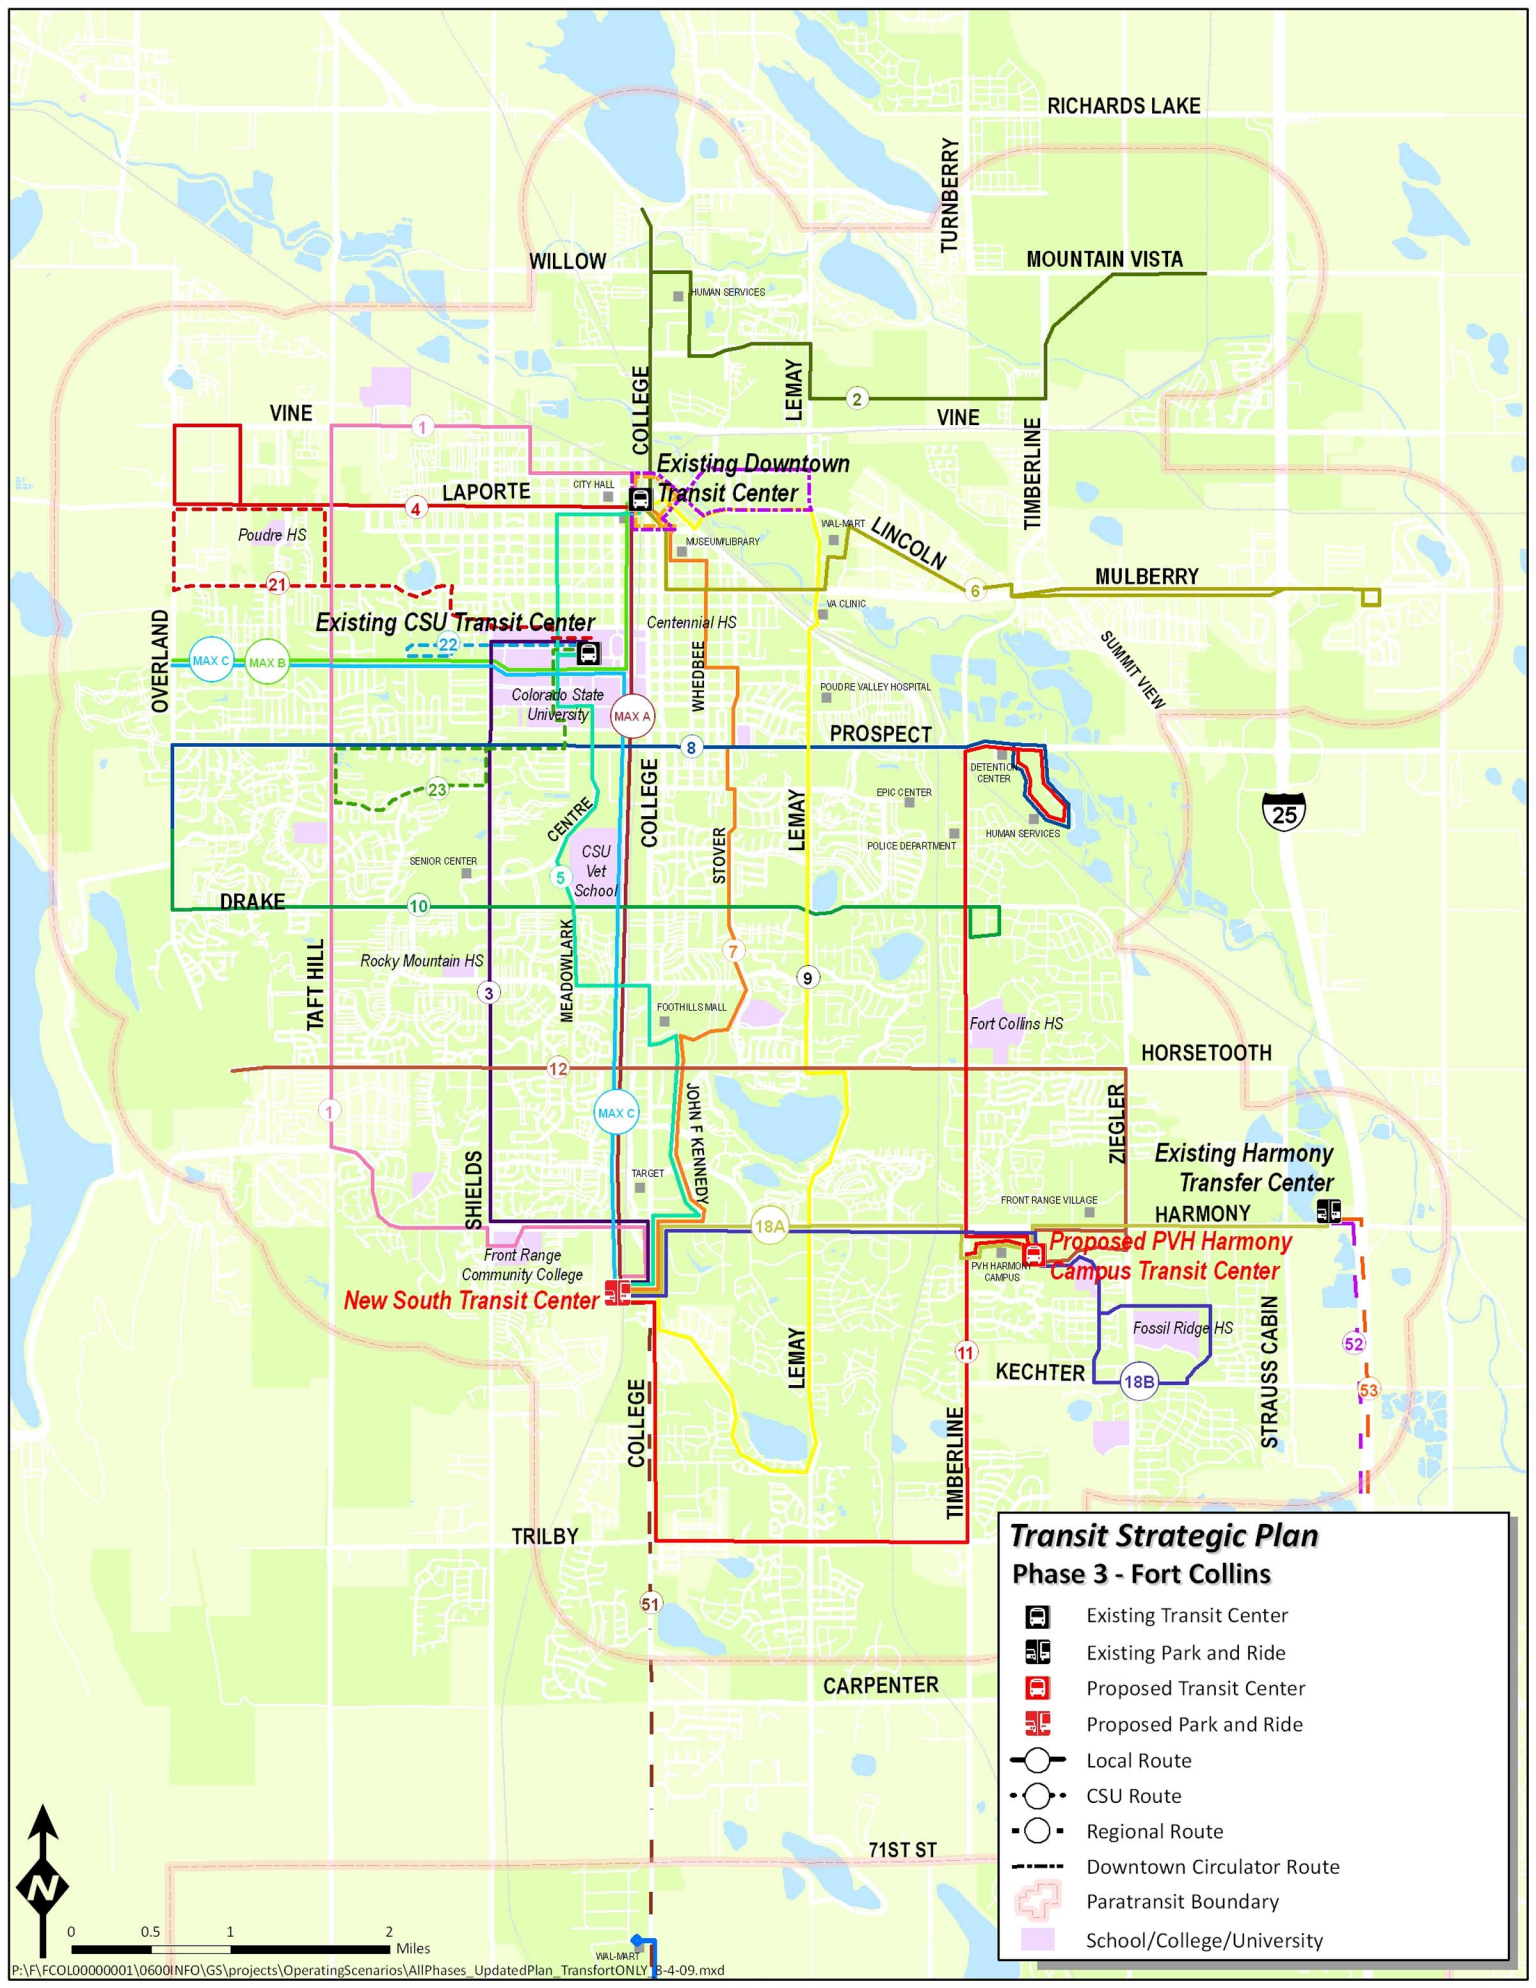 RICHARDS LAKE
TURNBERRY
WILLOW
MOUNTAIN VISTA
HUMAN SERVICES
COLLEGE
LEMAY
2
VINE
1
VINE
TIMBERLINE
Existing Downtown
Transit Center
CITY HALL
LAPORTE
4
Poudre HS
WAL-MART
LINCOLN
MUSEUM/LIBRARY
21
MULBERRY
6
VA CLINIC
Existing CSU Transit Center
Centennial HS
22
OVERLAND
MAX C
MAX B
WHEDBEE
SUMMIT VIEW
Colorado State
University
MAX A
POUDRE VALLEY HOSPITAL
PROSPECT
8
DETENTION
CENTER
23
EPIC CENTER
HUMAN SERVICES
POLICE DEPARTMENT
25
CENTRE
COLLEGE
LEMAY
STOVER
CSU
Vet
School
SENIOR CENTER
5
DRAKE
10
MEADOWLARK
7
Rocky Mountain HS
9
3
TAFT HILL
FOOTHILLS MALL
Fort Collins HS
HORSETOOTH
12
1
MAX C
JOHN F KENNEDY
ZIEGLER
SHIELDS
TARGET
Existing Harmony
Transfer Center
FRONT RANGE VILLAGE
HARMONY
18A
Front Range
Community College
Proposed PVH Harmony
Campus Transit Center
PVH HARMONY
CAMPUS
New South Transit Center
Fossil Ridge HS
52
11
KECHTER
18B
53
STRAUSS CABIN
COLLEGE
LEMAY
TIMBERLINE
TRILBY
51
CARPENTER
71ST ST
WAL-MART
Transit Strategic Plan
Phase 3 - Fort Collins
Existing Transit Center
Existing Park and Ride
Proposed Transit Center
Proposed Park and Ride
Local Route
CSU Route
Regional Route
Downtown Circulator Route
Paratransit Boundary
School/College/University
N
0 0.5 1 2
Miles
P:\F\FCOL00000001\0600INFO\GS\projects\OperatingScenarios\AllPhases_UpdatedPlan_TransfortONLY_8-4-09.mxd